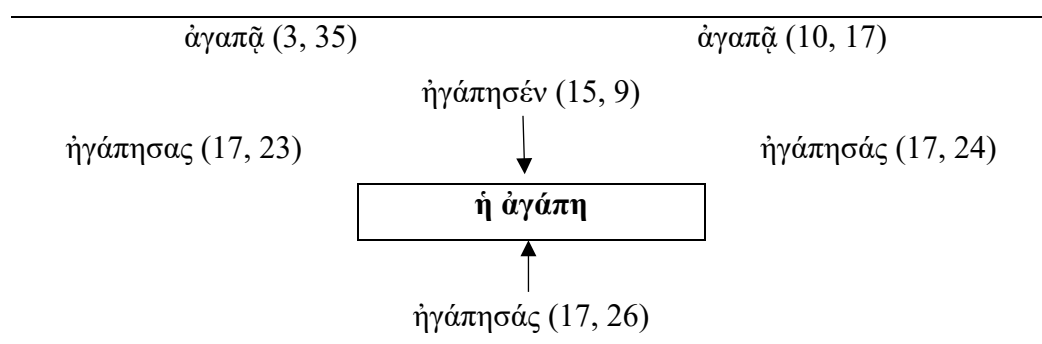 ἀγαπᾷ (3, 35) ἀγαπᾷ (10, 17)
ἠγάπησέν (15, 9)
ἠγάπησας (17, 23) ἠγάπησάς (17, 24)
ἡ ἀγάπη
ἠγάπησάς (17, 26)